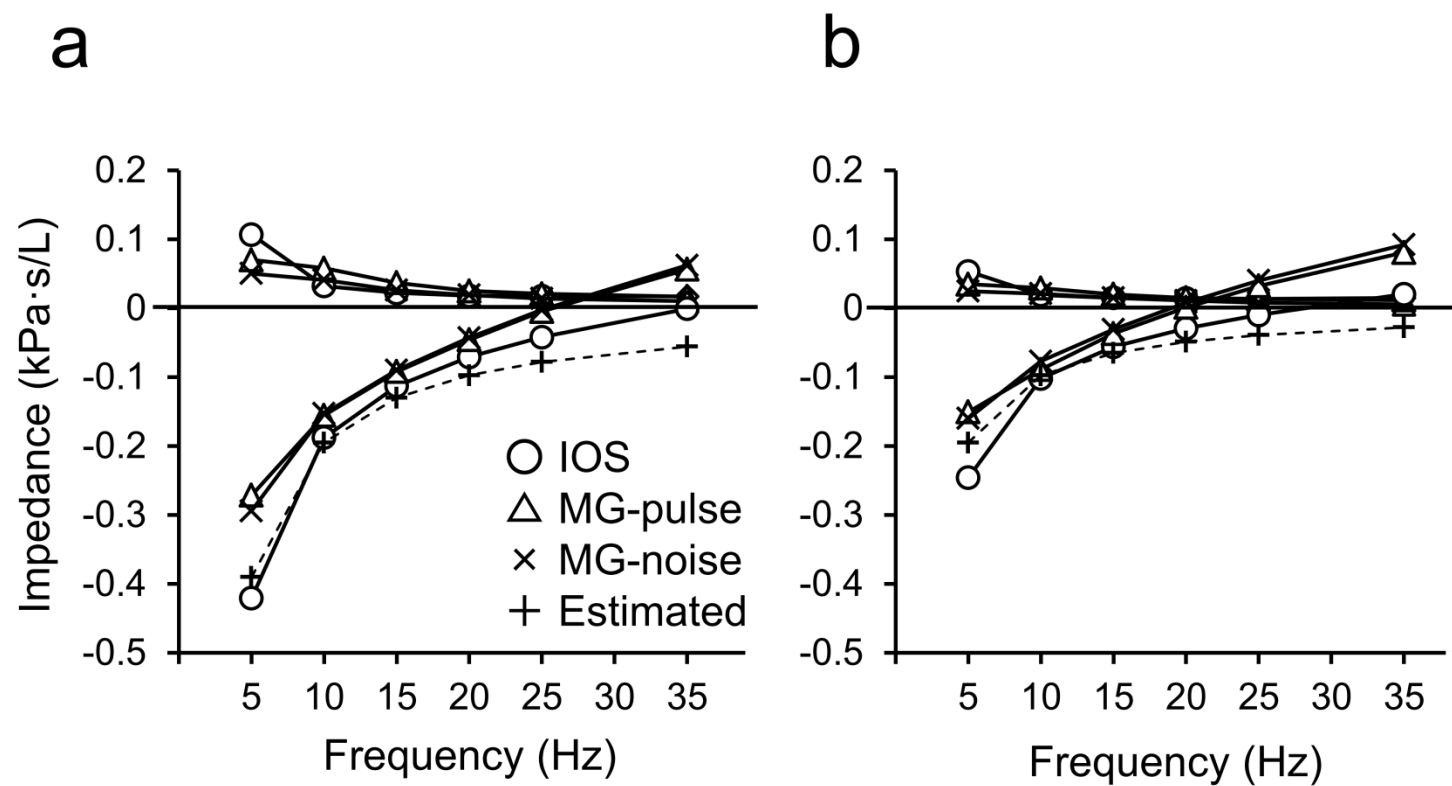 a
b
Impedance (kPa·s/L)
0.2
0.1
0
-0.1
-0.2
-0.3
-0.4
-0.5
5 10 15 20 25 30 35
Frequency (Hz)
IOS
MG-pulse
MG-noise
Estimated
0.2
0.1
0
-0.1
-0.2
-0.3
-0.4
-0.5
5 10 15 20 25 30 35
Frequency (Hz)